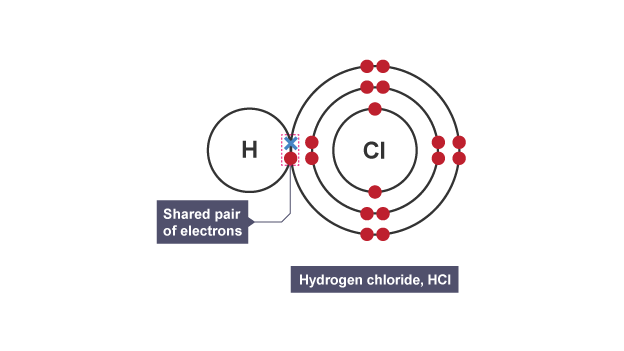 H
Cl
Shared pair
of electrons
Hydrogen chloride, HCl